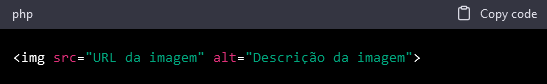 php
Copy code
<img src="URL da imagem" alt="Descrição da imagem">